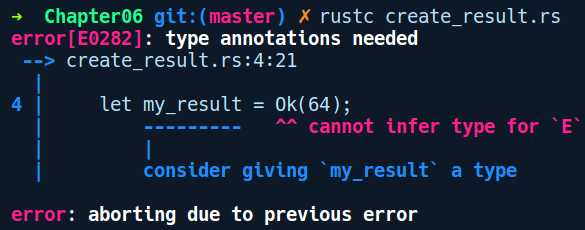 ➜  Chapter06 git:(master) ✗ rustc create_result.rs
error[E0282]: type annotations needed
 --> create_result.rs:4:21
  |
4 |     let my_result = Ok(64);
  |         ---------   ^^ cannot infer type for `E`
  |         |
  |         consider giving `my_result` a type

error: aborting due to previous error